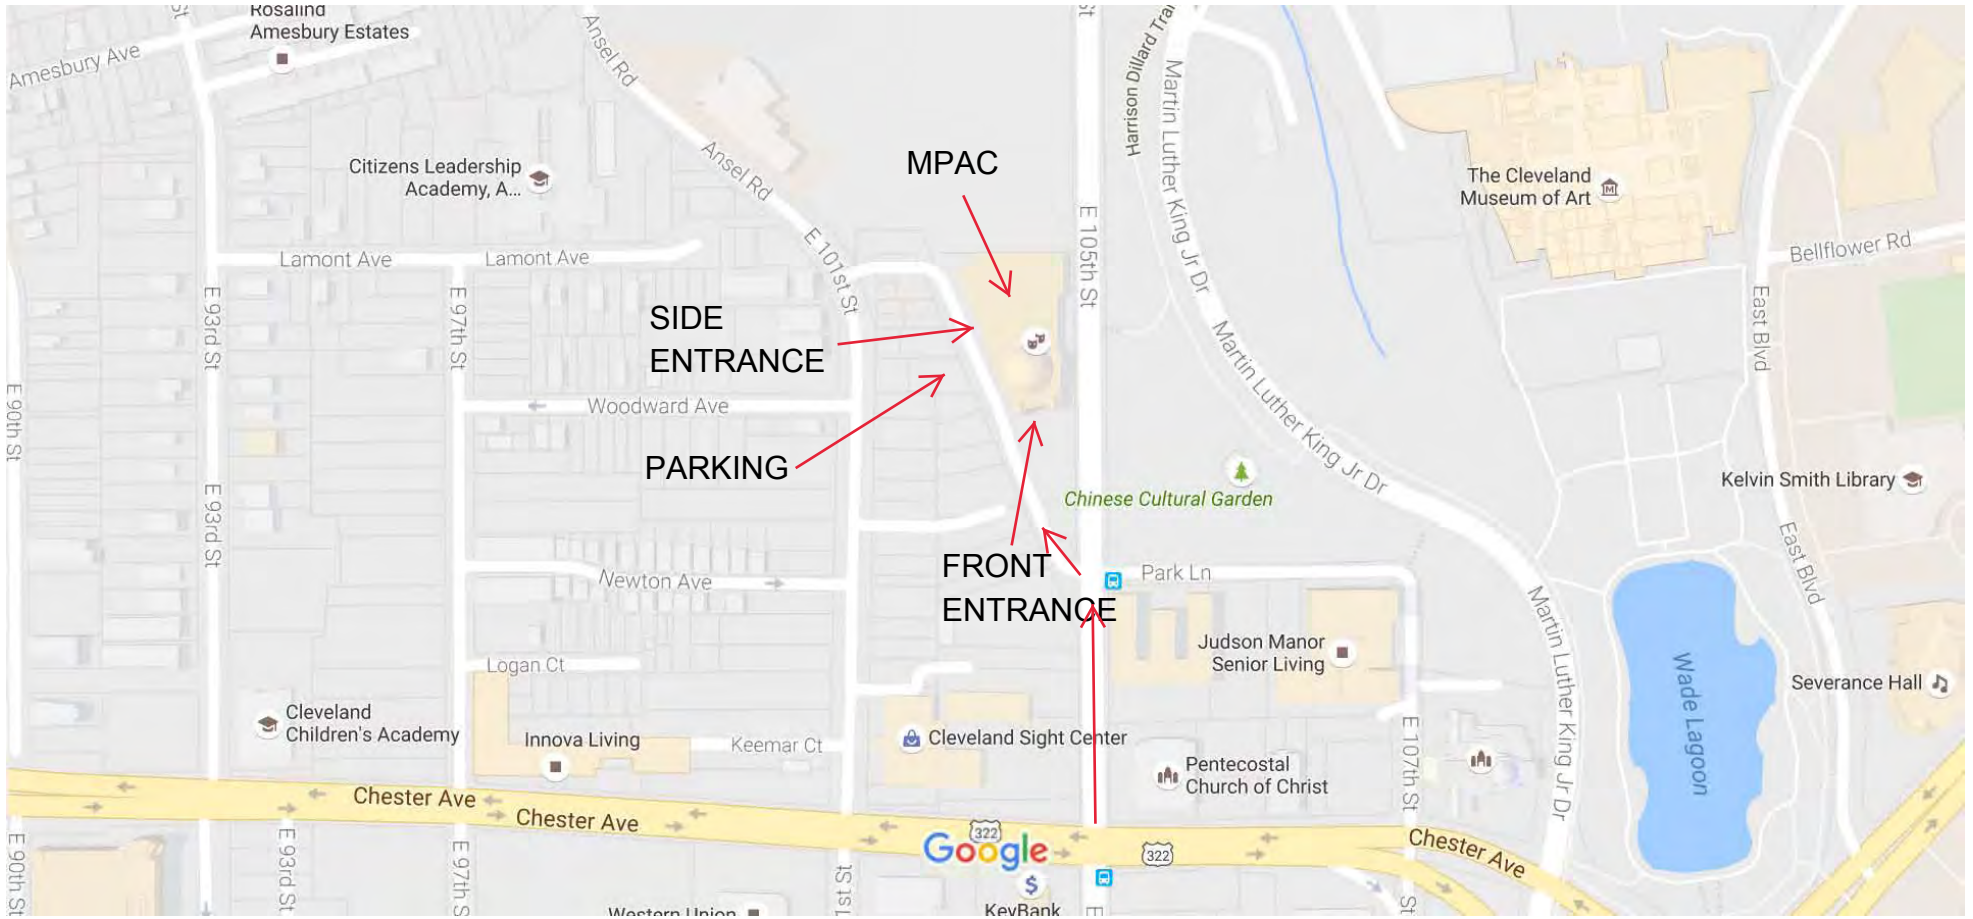 Rosalind
Amesbury Estates
St
Amesbury Ave
Ansel Rd
St
Harrison Dillard Trai
Martin Luther King Jr Dr
The Cleveland
Museum of Art
Bellflower Rd
Citizens Leadership
Academy, A...
Ansel Rd
MPAC
E 105th St
E 101st St
Lamont Ave
Lamont Ave
E 93rd St
E 97th St
SIDE
ENTRANCE
East Blvd
Martin Luther King Jr Dr
E 90th St
Woodward Ave
PARKING
Chinese Cultural Garden
Kelvin Smith Library
E 93rd St
East Blvd
FRONT
ENTRANCE
Newton Ave
Park Ln
Judson Manor
Senior Living
Martin Luther King Jr Dr
Wade Lagoon
Severance Hall
Logan Ct
Cleveland
Children's Academy
Innova Living
Keemar Ct
Cleveland Sight Center
Pentecostal
Church of Christ
E 107th St
Chester Ave
Chester Ave
322
Google
322
Chester Ave
E 90th St
E 93rd St
E 97th S
1st St
$
KeyBank
E
St
Western Union